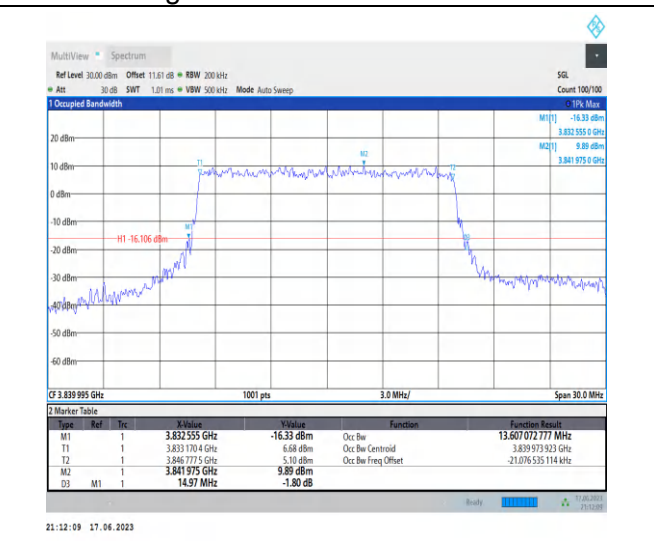 MultiView Spectrum
Ref Level 30.00 dBm Offset 11.61 dB RBW 200 kHz SGL
Att 30 dB SWT 1.01 ms VBW 500 kHz Mode Auto Sweep Count 100/100
1 Occupied Bandwidth 1Pk Max
M1[1] -16.33 dBm
3.832 555 0 GHz
M2[1] 9.89 dBm
3.841 975 0 GHz
20 dBm
M2
T1
T2
10 dBm
0 dBm
-10 dBm
M1
H1 -16.106 dBm
-20 dBm
-30 dBm
-40 dBm
-50 dBm
-60 dBm
CF 3.839 995 GHz 1001 pts 3.0 MHz/ Span 30.0 MHz
2 Marker Table
Type Ref Trc X-Value Y-Value Function Function Result
M1 1 3.832 555 GHz -16.33 dBm Occ Bw 13.607 072 777 MHz
T1 1 3.833 170 4 GHz 6.68 dBm Occ Bw Centroid 3.839 973 923 GHz
T2 1 3.846 777 5 GHz 5.10 dBm Occ Bw Freq Offset -21.076 535 114 kHz
M2 1 3.841 975 GHz 9.89 dBm
D3 M1 1 14.97 MHz -1.80 dB
Ready 17.06.2023
21:12:09
21:12:09 17.06.2023